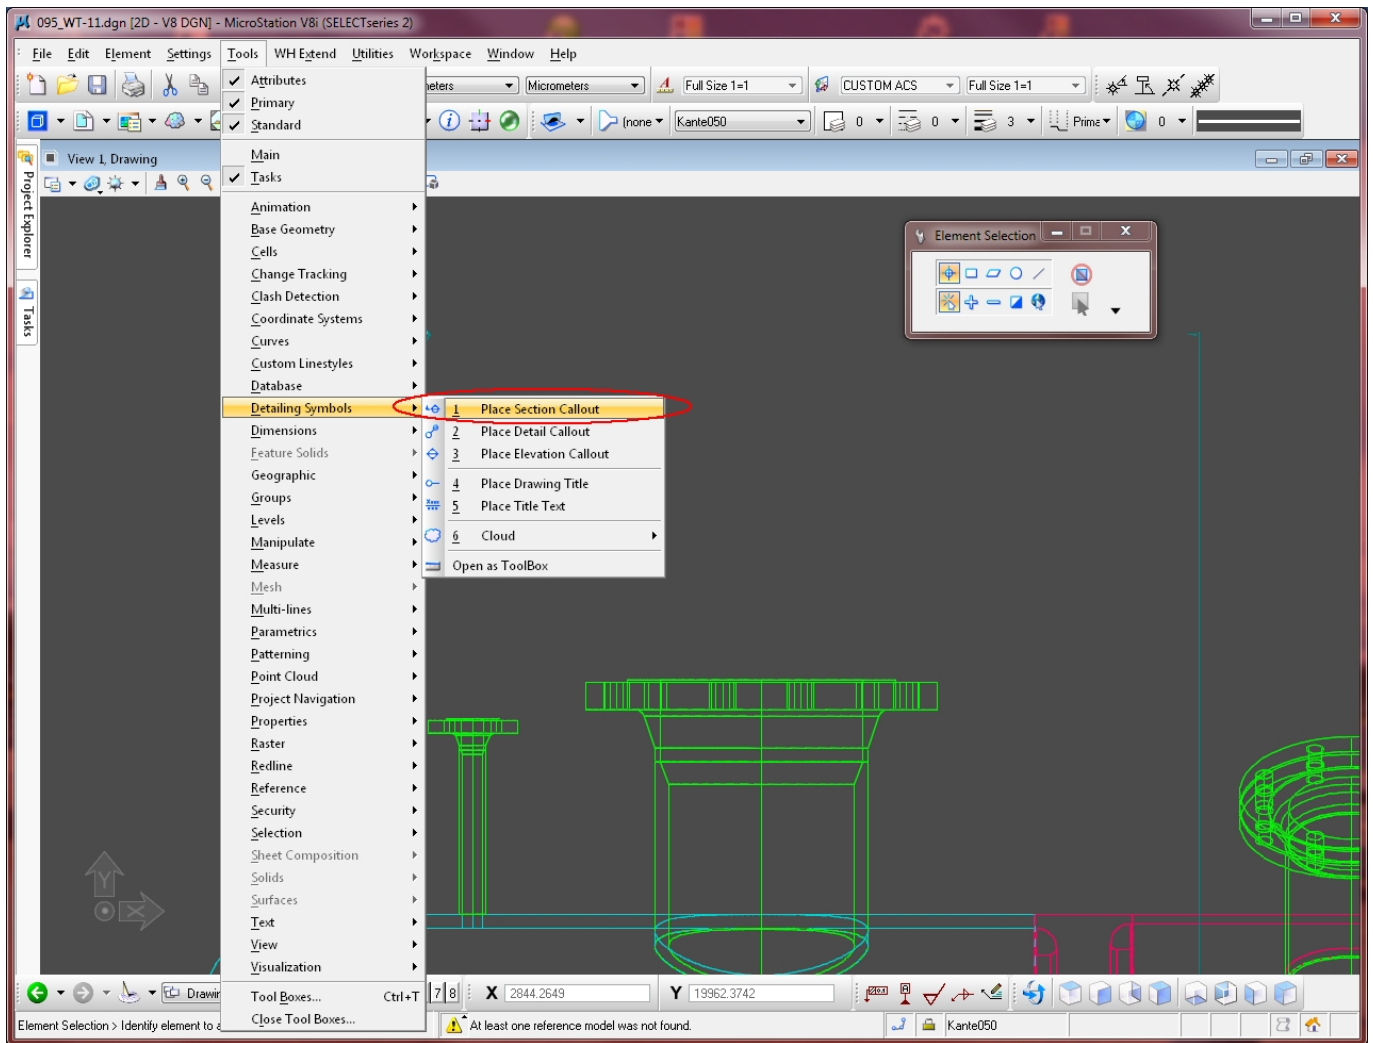 095_WT-11.dgn [2D - V8 DGN] - MicroStation V8i (SELECTseries 2)
File Edit Element Settings Tools WH Extend Utilities Workspace Window Help
Attributes
Primary
Standard
Main
Tasks
eters Micrometers Full Size 1=1 CUSTOM ACS Full Size 1=1
(none Kante050 0 0 3 Prima 0
View 1, Drawing
Project Explorer
Tasks
Animation
Base Geometry
Cells
Change Tracking
Clash Detection
Coordinate Systems
Curves
Custom Linestyles
Database
Detailing Symbols
Dimensions
Feature Solids
Geographic
Groups
Levels
Manipulate
Measure
Mesh
Multi-lines
Parametrics
Patterning
Point Cloud
Project Navigation
Properties
Raster
Redline
Reference
Security
Selection
Sheet Composition
Solids
Surfaces
Text
View
Visualization
Tool Boxes... Ctrl+T
Close Tool Boxes...
1 Place Section Callout
2 Place Detail Callout
3 Place Elevation Callout
4 Place Drawing Title
5 Place Title Text
6 Cloud
Open as ToolBox
Element Selection
Y
X
Drawir 7 8 X 2844.2649 Y 19962.3742
Element Selection > Identify element to a At least one reference model was not found. Kante050